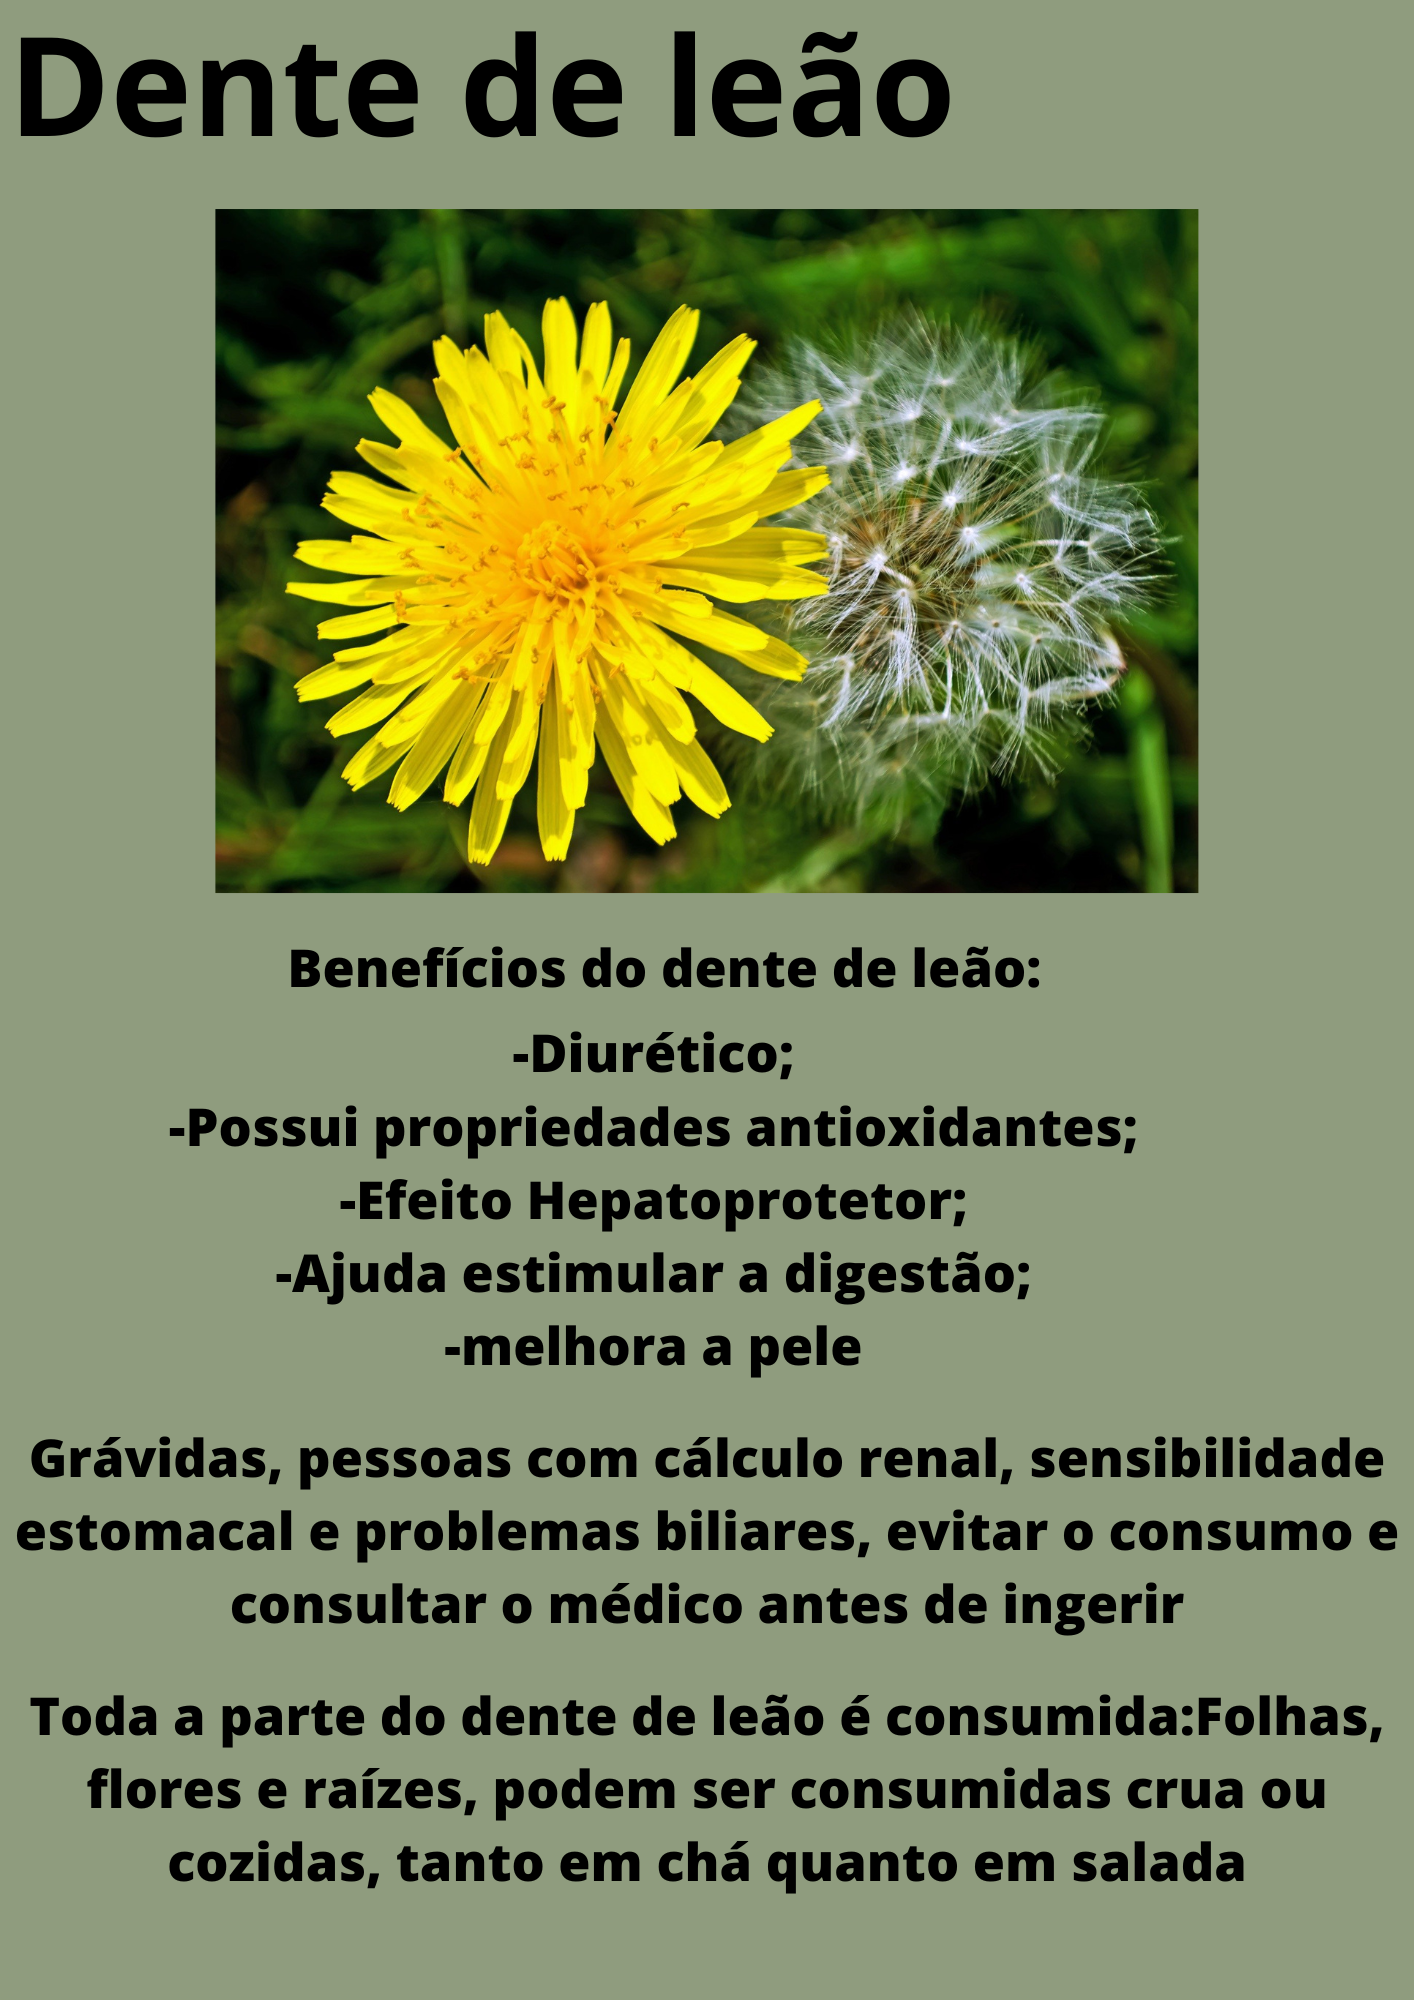 Dente de leão
Benefícios do dente de leão:
-Diurético;
-Possui propriedades antioxidantes;
-Efeito Hepatoprotetor;
-Ajuda estimular a digestão;
-melhora a pele
Grávidas, pessoas com cálculo renal, sensibilidade
estomacal e problemas biliares, evitar o consumo e
consultar o médico antes de ingerir
Toda a parte do dente de leão é consumida:Folhas,
flores e raízes, podem ser consumidas crua ou
cozidas, tanto em chá quanto em salada